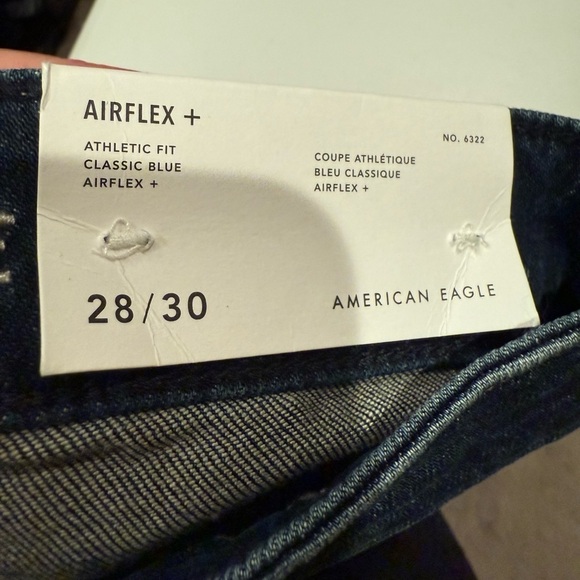 AIRFLEX +
NO. 6322
ATHLETIC FIT
CLASSIC BLUE
AIRFLEX +
COUPE ATHLÉTIQUE
BLEU CLASSIQUE
AIRFLEX +
28/30
AMERICAN EAGLE